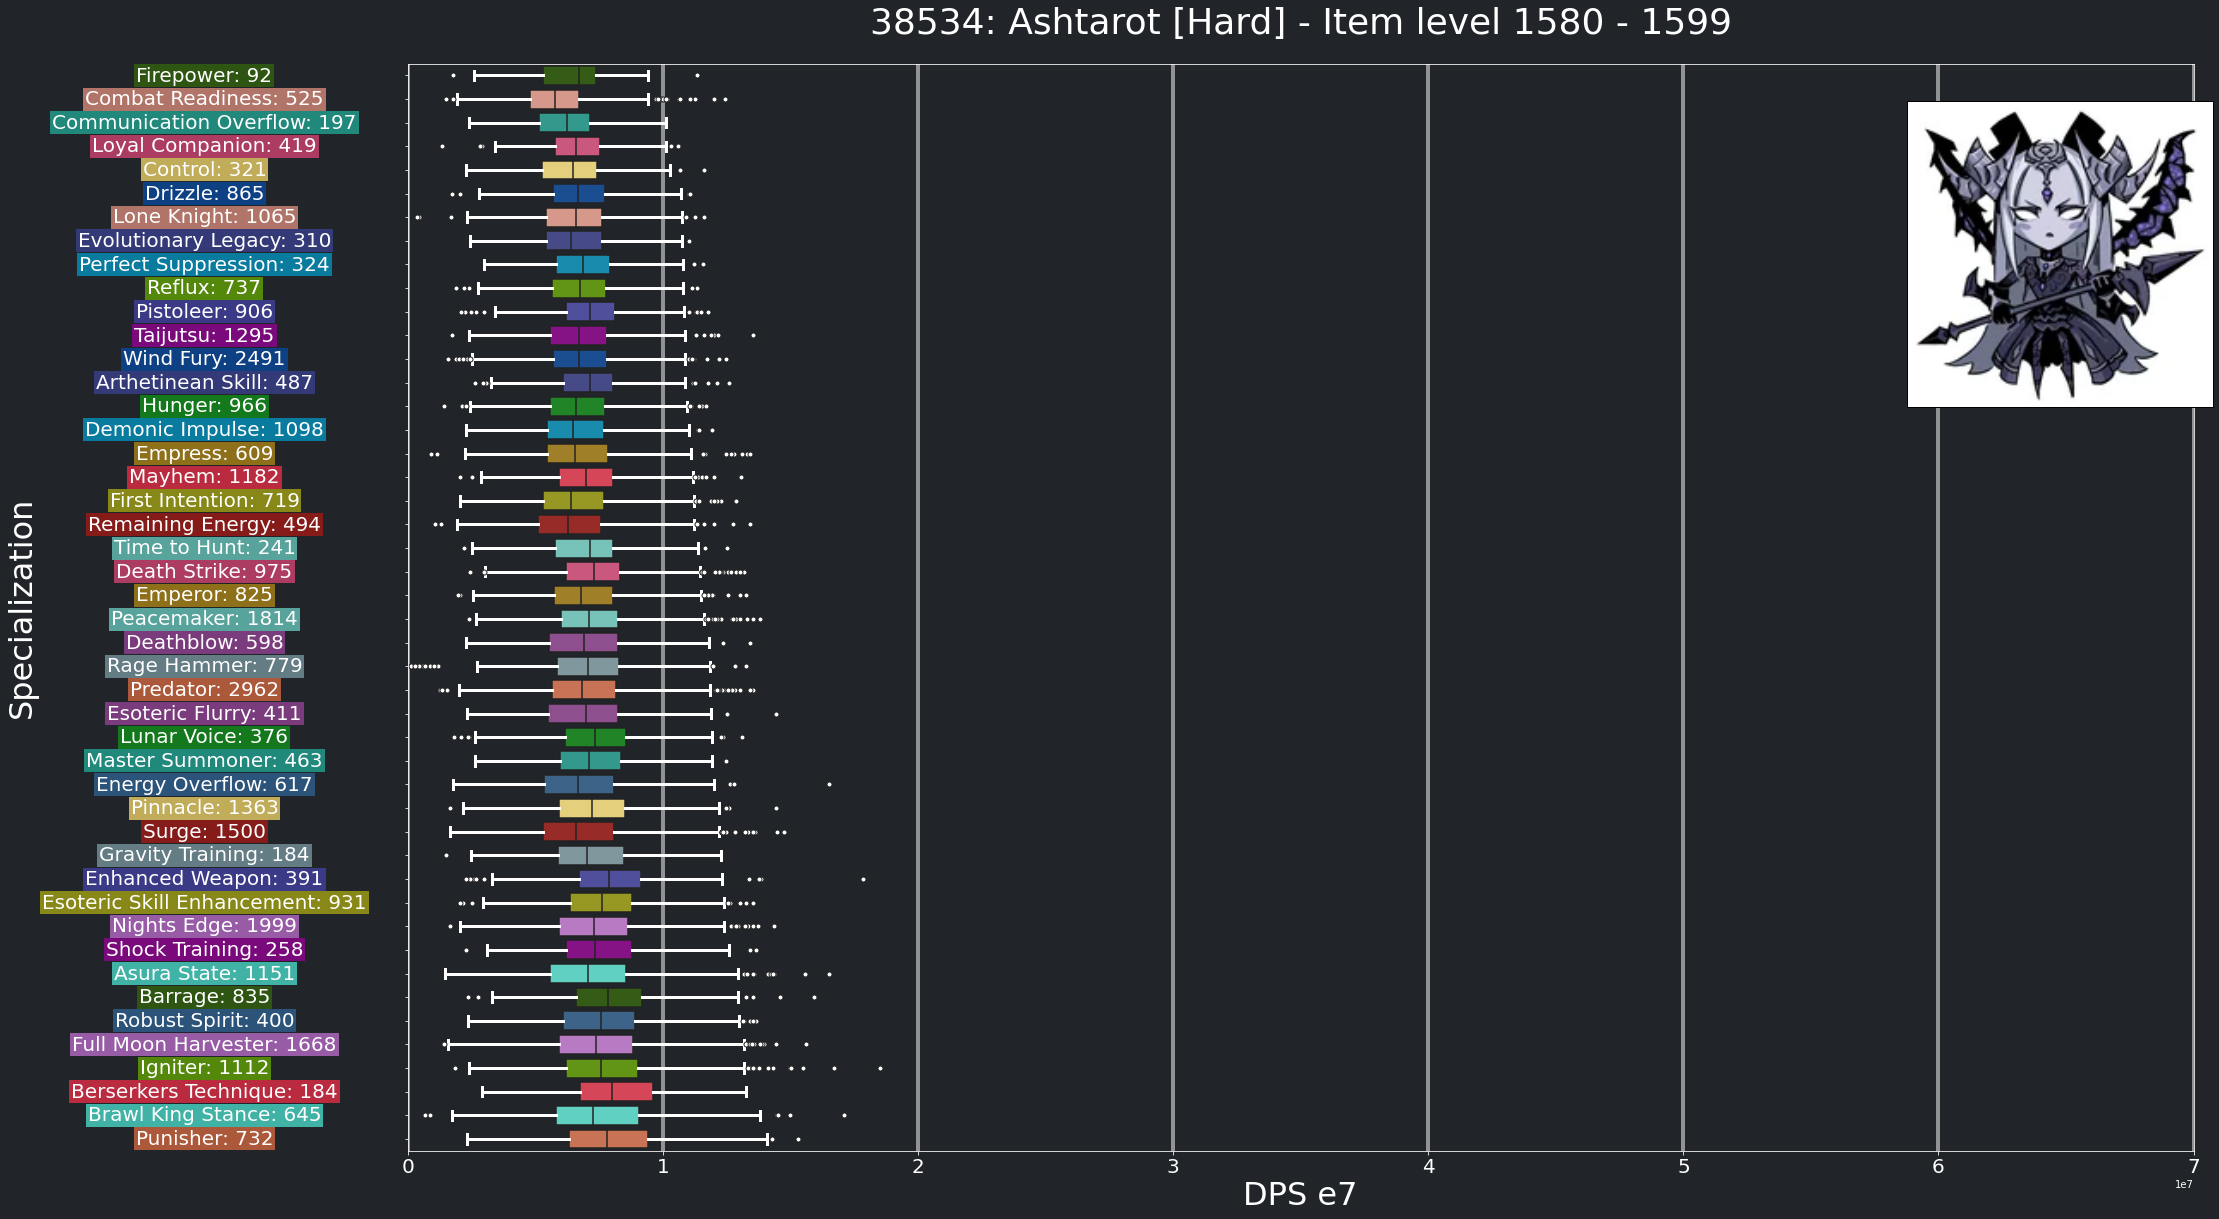 38534: Ashtarot [Hard] - Item level 1580 - 1599
Firepower: 92
Combat Readiness: 525
Communication Overflow: 197
Loyal Companion: 419
Control: 321
Drizzle: 865
Lone Knight: 1065
Evolutionary Legacy: 310
Perfect Suppression: 324
Reflux: 737
Pistoleer: 906
Taijutsu: 1295
Wind Fury: 2491
Arthetinean Skill: 487
Hunger: 966
Demonic Impulse: 1098
Empress: 609
Mayhem: 1182
First Intention: 719
Remaining Energy: 494
Time to Hunt: 241
Death Strike: 975
Emperor: 825
Peacemaker: 1814
Deathblow: 598
Rage Hammer: 779
Predator: 2962
Esoteric Flurry: 411
Lunar Voice: 376
Master Summoner: 463
Energy Overflow: 617
Pinnacle: 1363
Surge: 1500
Gravity Training: 184
Enhanced Weapon: 391
Esoteric Skill Enhancement: 931
Nights Edge: 1999
Shock Training: 258
Asura State: 1151
Barrage: 835
Robust Spirit: 400
Full Moon Harvester: 1668
Igniter: 1112
Berserkers Technique: 184
Brawl King Stance: 645
Punisher: 732
Specialization
0 1 2 3 4 5 6 7
1e7
DPS e7